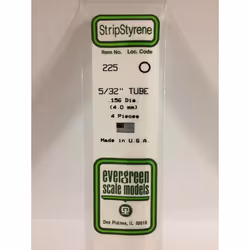 StripStyrene
Item No. Loc. Code
225
5/32" TUBE
.156 Dia.
(4.0 mm)
4 Pieces
Made in U.S.A.
evergreen
scale models
Des Plaines, IL 60018